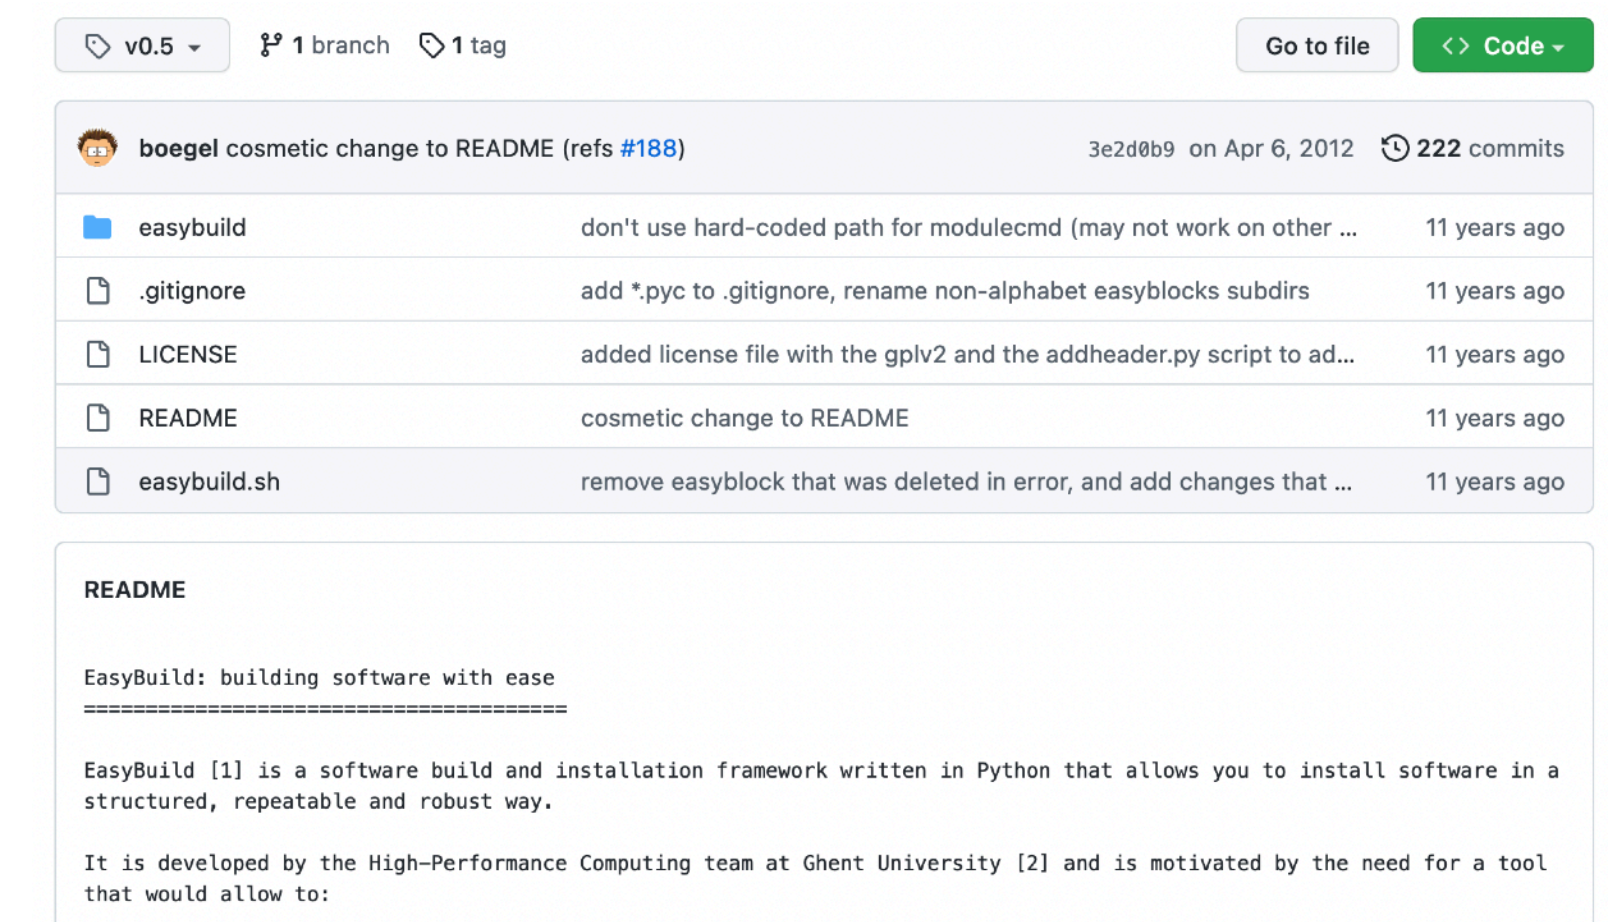 v0.5 1 branch 1 tag Go to file <> Code
boegel cosmetic change to README (refs #188) 3e2d0b9 on Apr 6, 2012 222 commits
easybuild don't use hard-coded path for modulecmd (may not work on other ... 11 years ago
.gitignore add *.pyc to .gitignore, rename non-alphabet easyblocks subdirs 11 years ago
LICENSE added license file with the gplv2 and the addheader.py script to ad... 11 years ago
README cosmetic change to README 11 years ago
easybuild.sh remove easyblock that was deleted in error, and add changes that ... 11 years ago
README
EasyBuild: building software with ease
=======================================
EasyBuild [1] is a software build and installation framework written in Python that allows you to install software in a
structured, repeatable and robust way.
It is developed by the High-Performance Computing team at Ghent University [2] and is motivated by the need for a tool
that would allow to: